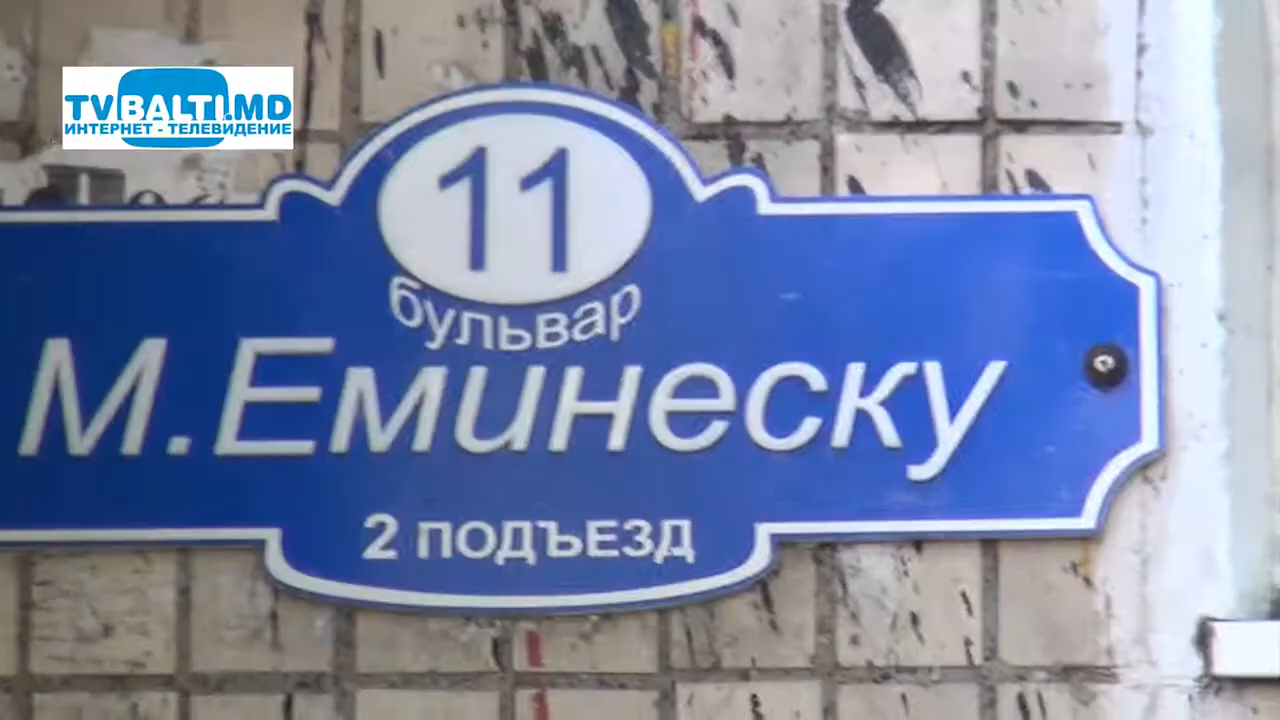 TVBALTI.MD
ИНТЕРНЕТ - ТЕЛЕВИДЕНИЕ
11
бульвар
М.Еминеску
2 ПОДЪЕЗД